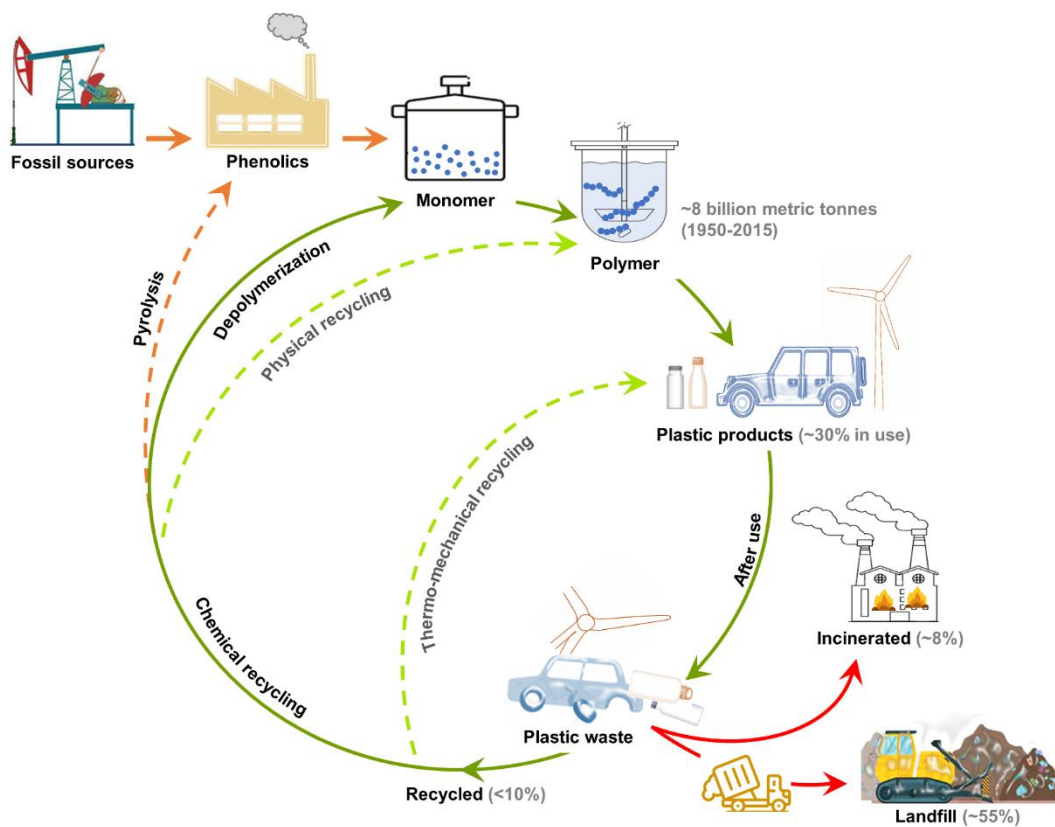 Fossil sources
Phenolics
Monomer
~8 billion metric tonnes
(1950-2015)
Polymer
Pyrolysis
Depolymerization
Physical recycling
Plastic products (~30% in use)
Thermo-mechanical recycling
After use
Chemical recycling
Incinerated (~8%)
Plastic waste
Recycled (<10%)
Landfill (~55%)